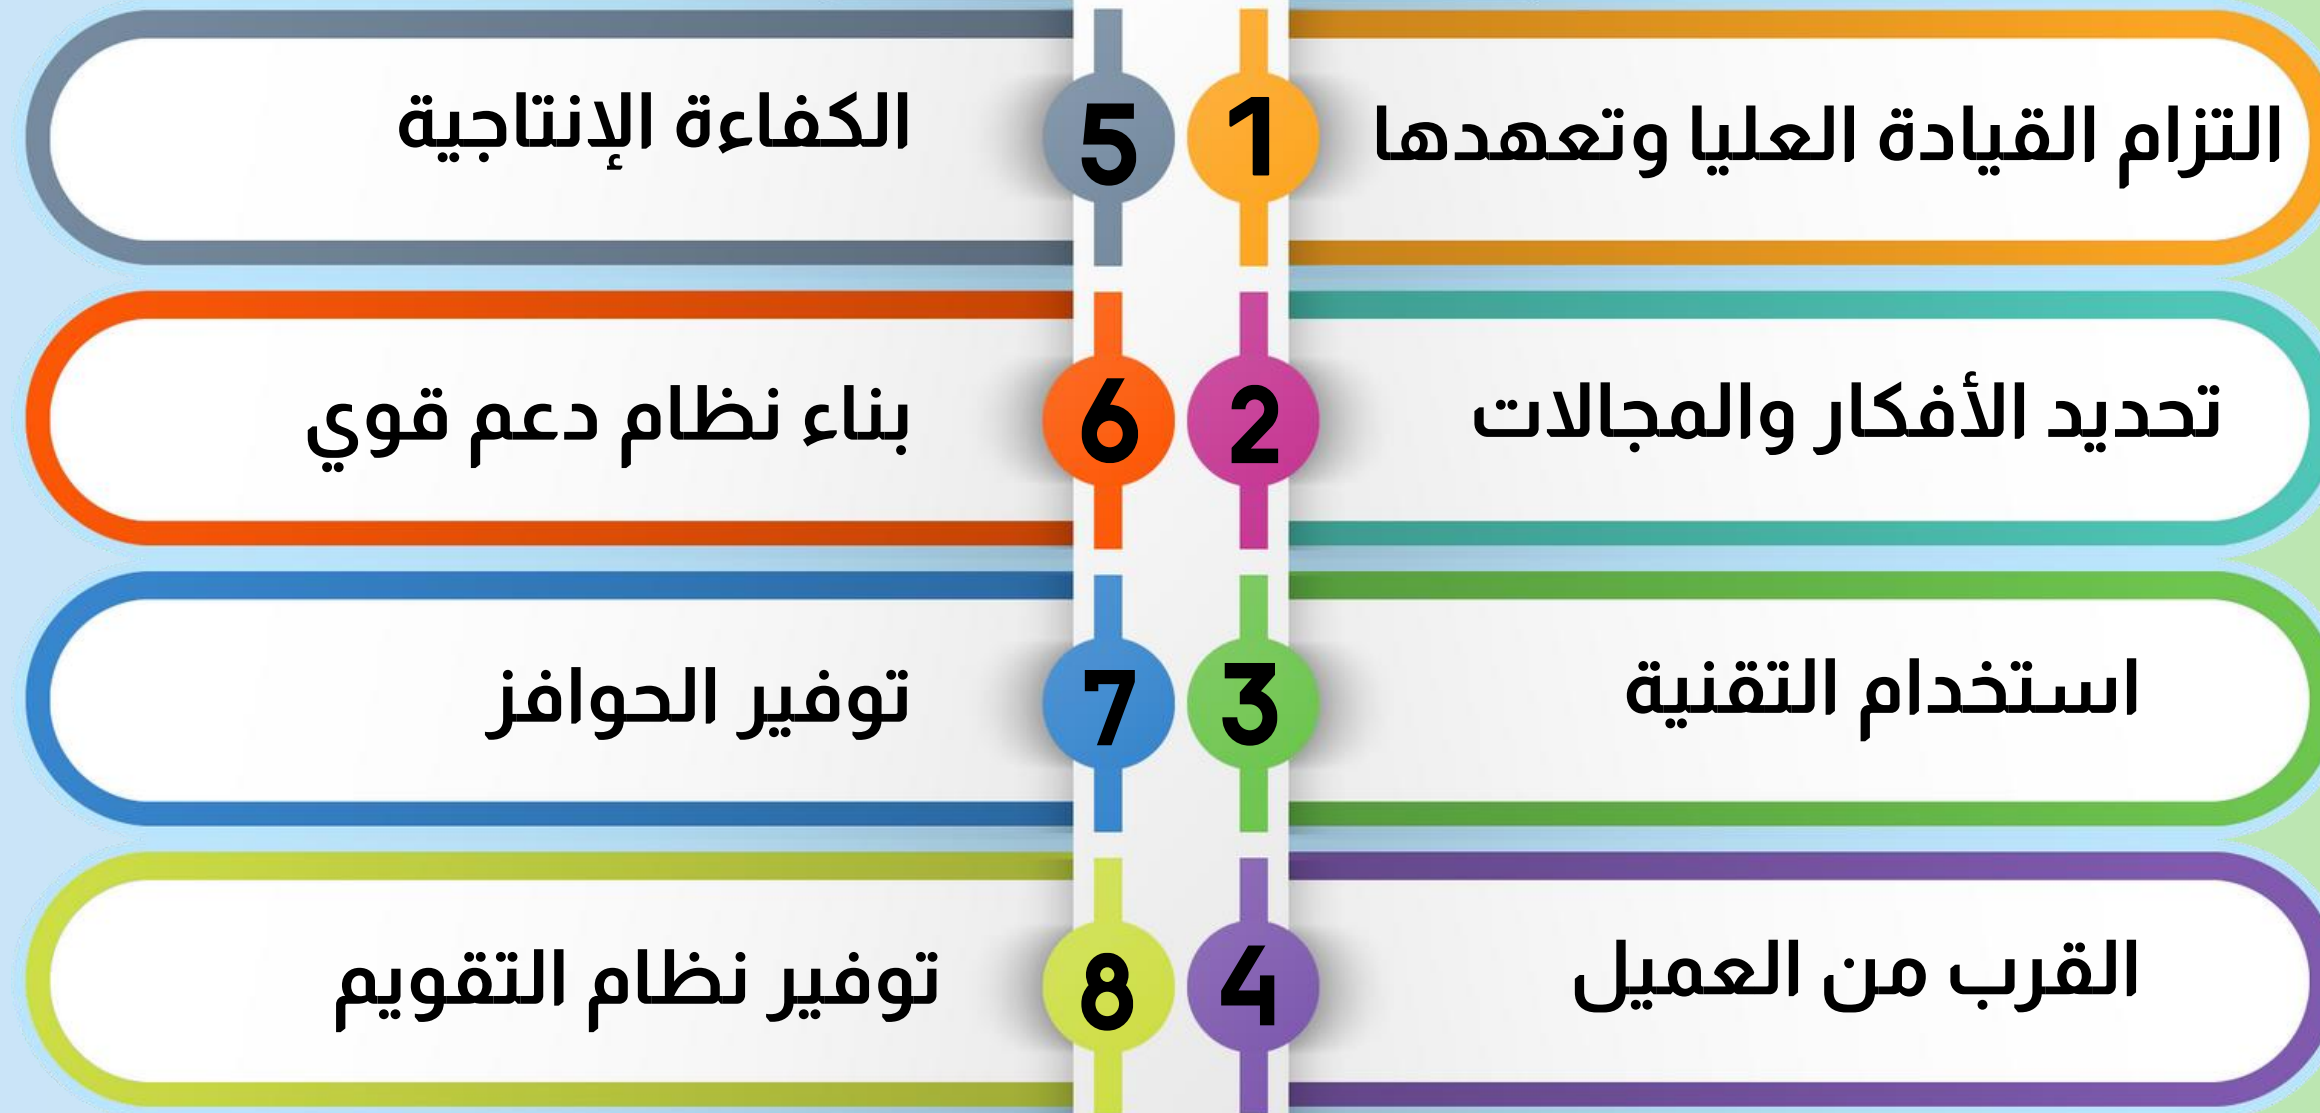 1
التزام القيادة العليا وتعهدها
2
تحديد الأفكار والمجالات
3
استخدام التقنية
4
القرب من العميل
5
الكفاءة الإنتاجية
6
بناء نظام دعم قوي
7
توفير الحوافز
8
توفير نظام التقويم